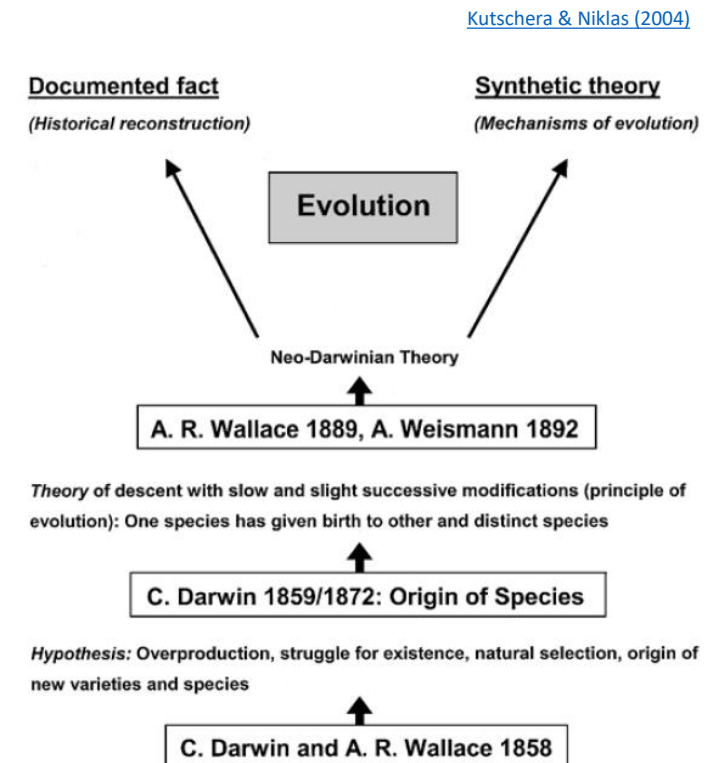 Kutschera & Niklas (2004)
Documented fact
(Historical reconstruction)
Synthetic theory
(Mechanisms of evolution)
Evolution
Neo-Darwinian Theory
A. R. Wallace 1889, A. Weismann 1892
Theory of descent with slow and slight successive modifications (principle of
evolution): One species has given birth to other and distinct species
C. Darwin 1859/1872: Origin of Species
Hypothesis: Overproduction, struggle for existence, natural selection, origin of
new varieties and species
C. Darwin and A. R. Wallace 1858